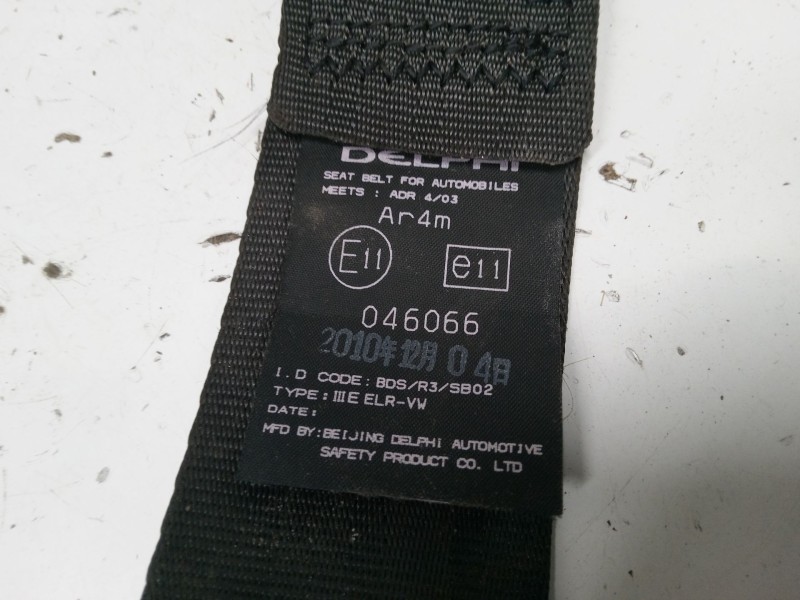 DELPHI
SEAT BELT FOR AUTOMOBILES
MEETS : ADR 4/03
Ar4m
E11 e11
046066
2010年12月04日
I.D CODE: BDS/R3/SB02
TYPE: ⅢE ELR-VW
DATE:
MFD BY: BEIJING DELPHI AUTOMOTIVE
SAFETY PRODUCT CO. LTD